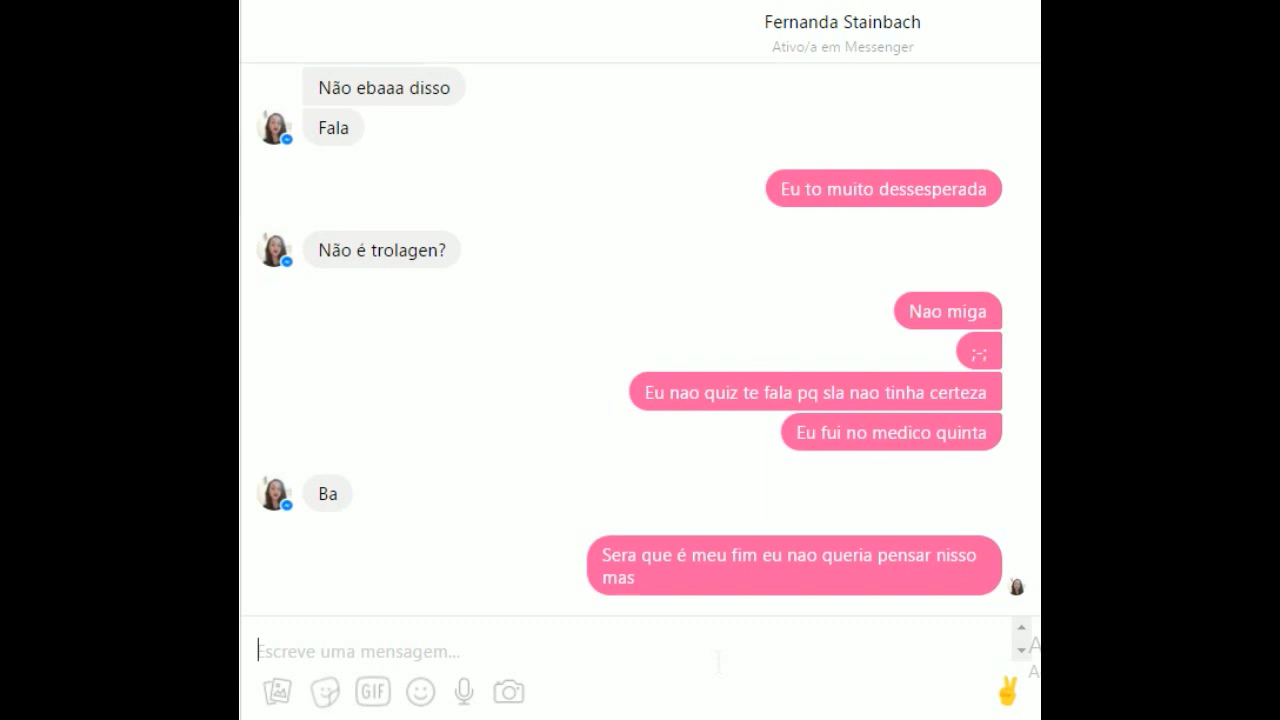 Fernanda Stainbach
Ativo/a em Messenger
Não ebaaa disso
Fala
Eu to muito dessesperada
Não é trolagen?
Nao miga
;-;
Eu nao quiz te fala pq sla nao tinha certeza
Eu fui no medico quinta
Ba
Sera que é meu fim eu nao queria pensar nisso
mas
Escreve uma mensagem...
GIF